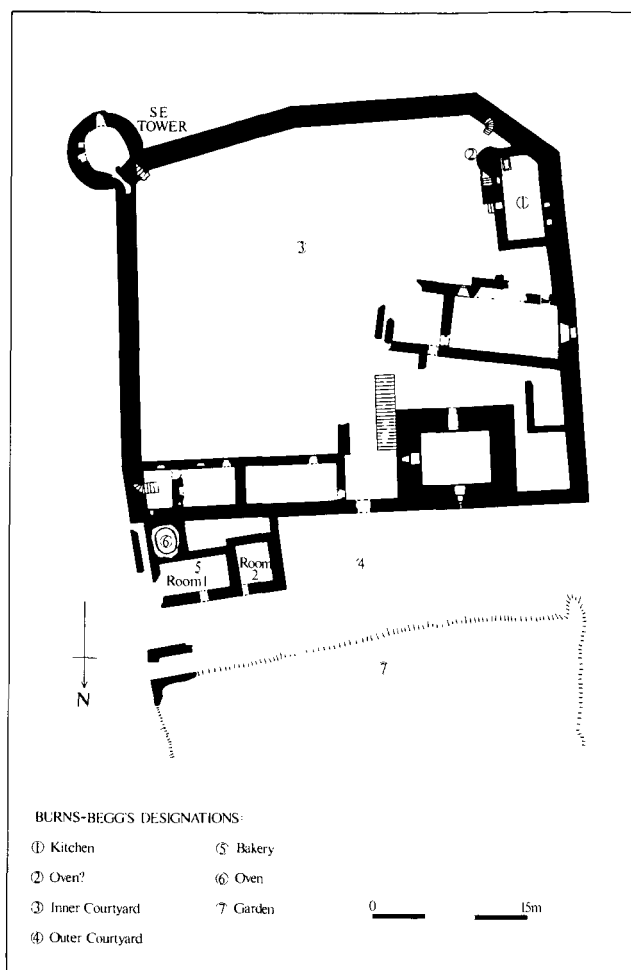 SE
TOWER
②
①
③
⑥
5
Room 1
Room
2
4
7
N
BURNS-BEGG'S DESIGNATIONS:
① Kitchen
② Oven?
③ Inner Courtyard
④ Outer Courtyard
⑤ Bakery
⑥ Oven
7 Garden
0 15m